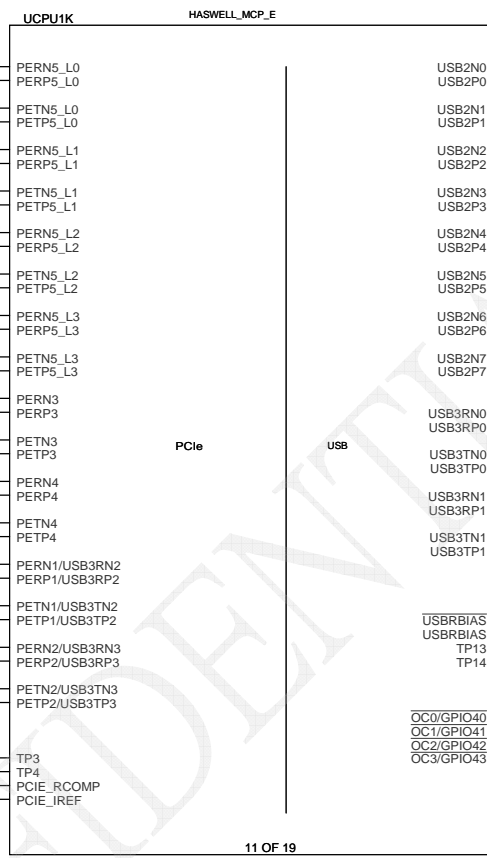 UCPU1K
HASWELL_MCP_E
PERN5_L0
PERP5_L0
PETN5_L0
PETP5_L0
PERN5_L1
PERP5_L1
PETN5_L1
PETP5_L1
PERN5_L2
PERP5_L2
PETN5_L2
PETP5_L2
PERN5_L3
PERP5_L3
PETN5_L3
PETP5_L3
PERN3
PERP3
PETN3
PETP3
PERN4
PERP4
PETN4
PETP4
PERN1/USB3RN2
PERP1/USB3RP2
PETN1/USB3TN2
PETP1/USB3TP2
PERN2/USB3RN3
PERP2/USB3RP3
PETN2/USB3TN3
PETP2/USB3TP3
TP3
TP4
PCIE_RCOMP
PCIE_IREF
PCIe
USB
USB2N0
USB2P0
USB2N1
USB2P1
USB2N2
USB2P2
USB2N3
USB2P3
USB2N4
USB2P4
USB2N5
USB2P5
USB2N6
USB2P6
USB2N7
USB2P7
USB3RN0
USB3RP0
USB3TN0
USB3TP0
USB3RN1
USB3RP1
USB3TN1
USB3TP1
USBRBIAS
USBRBIAS
TP13
TP14
OC0/GPIO40
OC1/GPIO41
OC2/GPIO42
OC3/GPIO43
11 OF 19